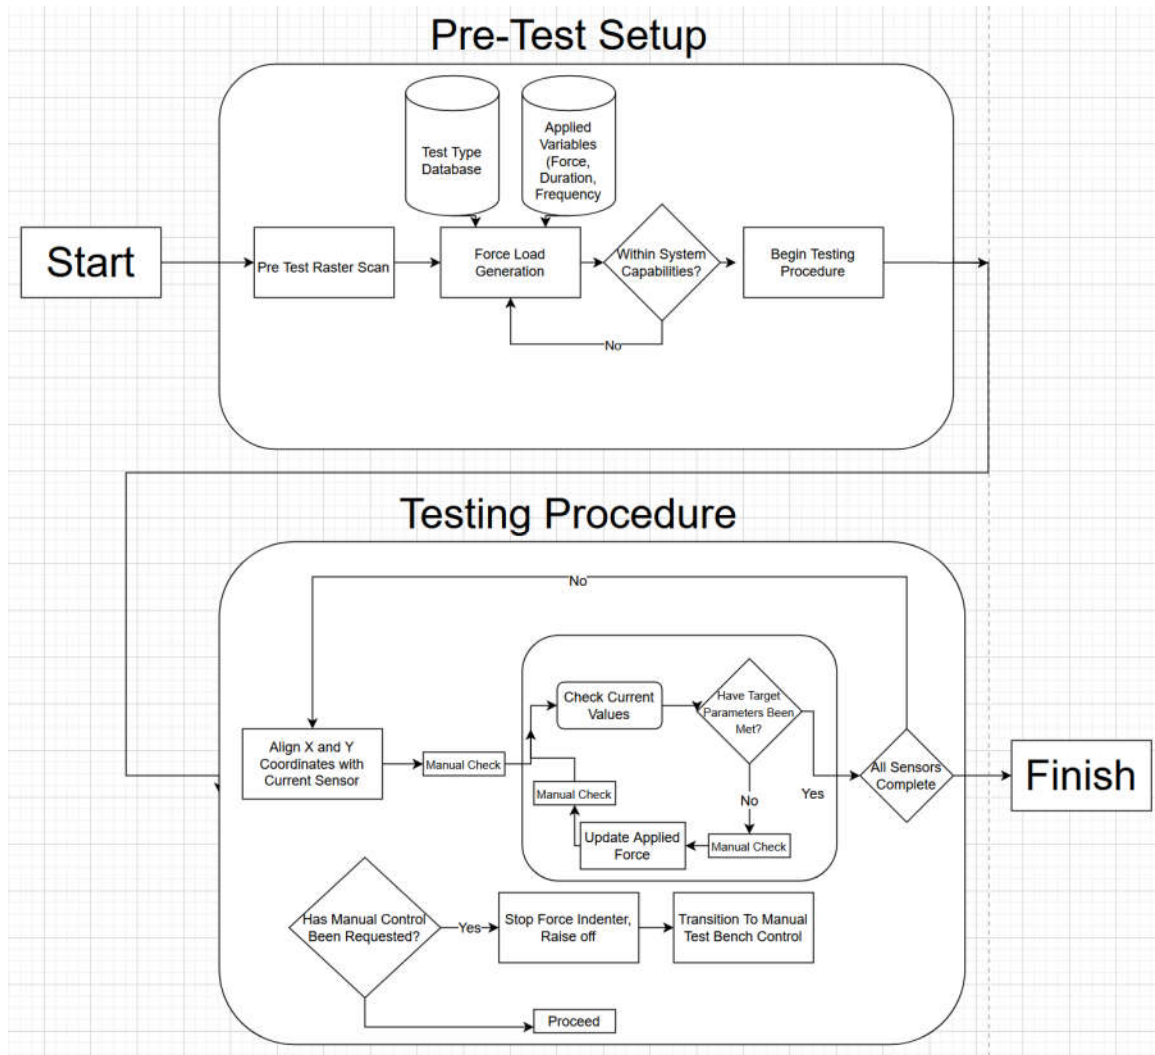 Pre-Test Setup
Test Type
Database
Applied
Variables
(Force,
Duration,
Frequency
Start
Pre Test Raster Scan
Force Load
Generation
Within System
Capabilities?
Begin Testing
Procedure
No
Testing Procedure
No
Check Current
Values
Have Target
Parameters Been
Met?
Align X and Y
Coordinates with
Current Sensor
Manual Check
Manual Check
No
Yes
All Sensors
Complete
Finish
Update Applied
Force
Manual Check
Has Manual Control
Been Requested?
Yes
Stop Force Indenter,
Raise off
Transition To Manual
Test Bench Control
Proceed